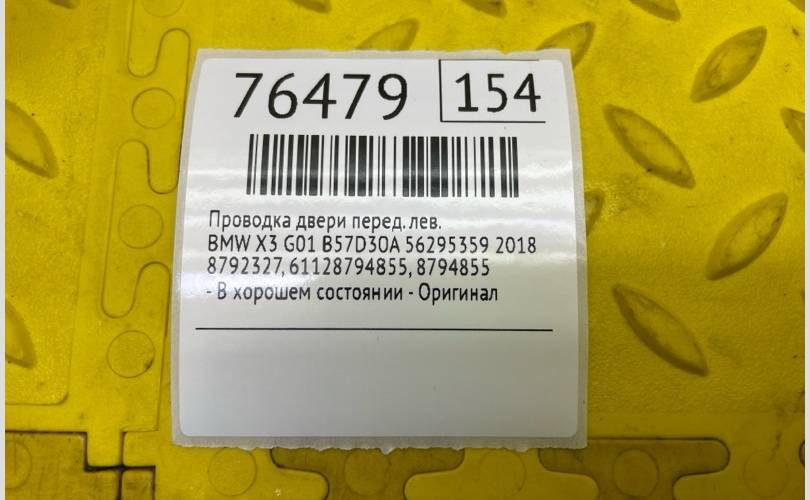 76479 154
Проводка двери перед. лев.
BMW X3 G01 B57D30A 56295359 2018
8792327, 61128794855, 8794855
- В хорошем состоянии - Оригинал